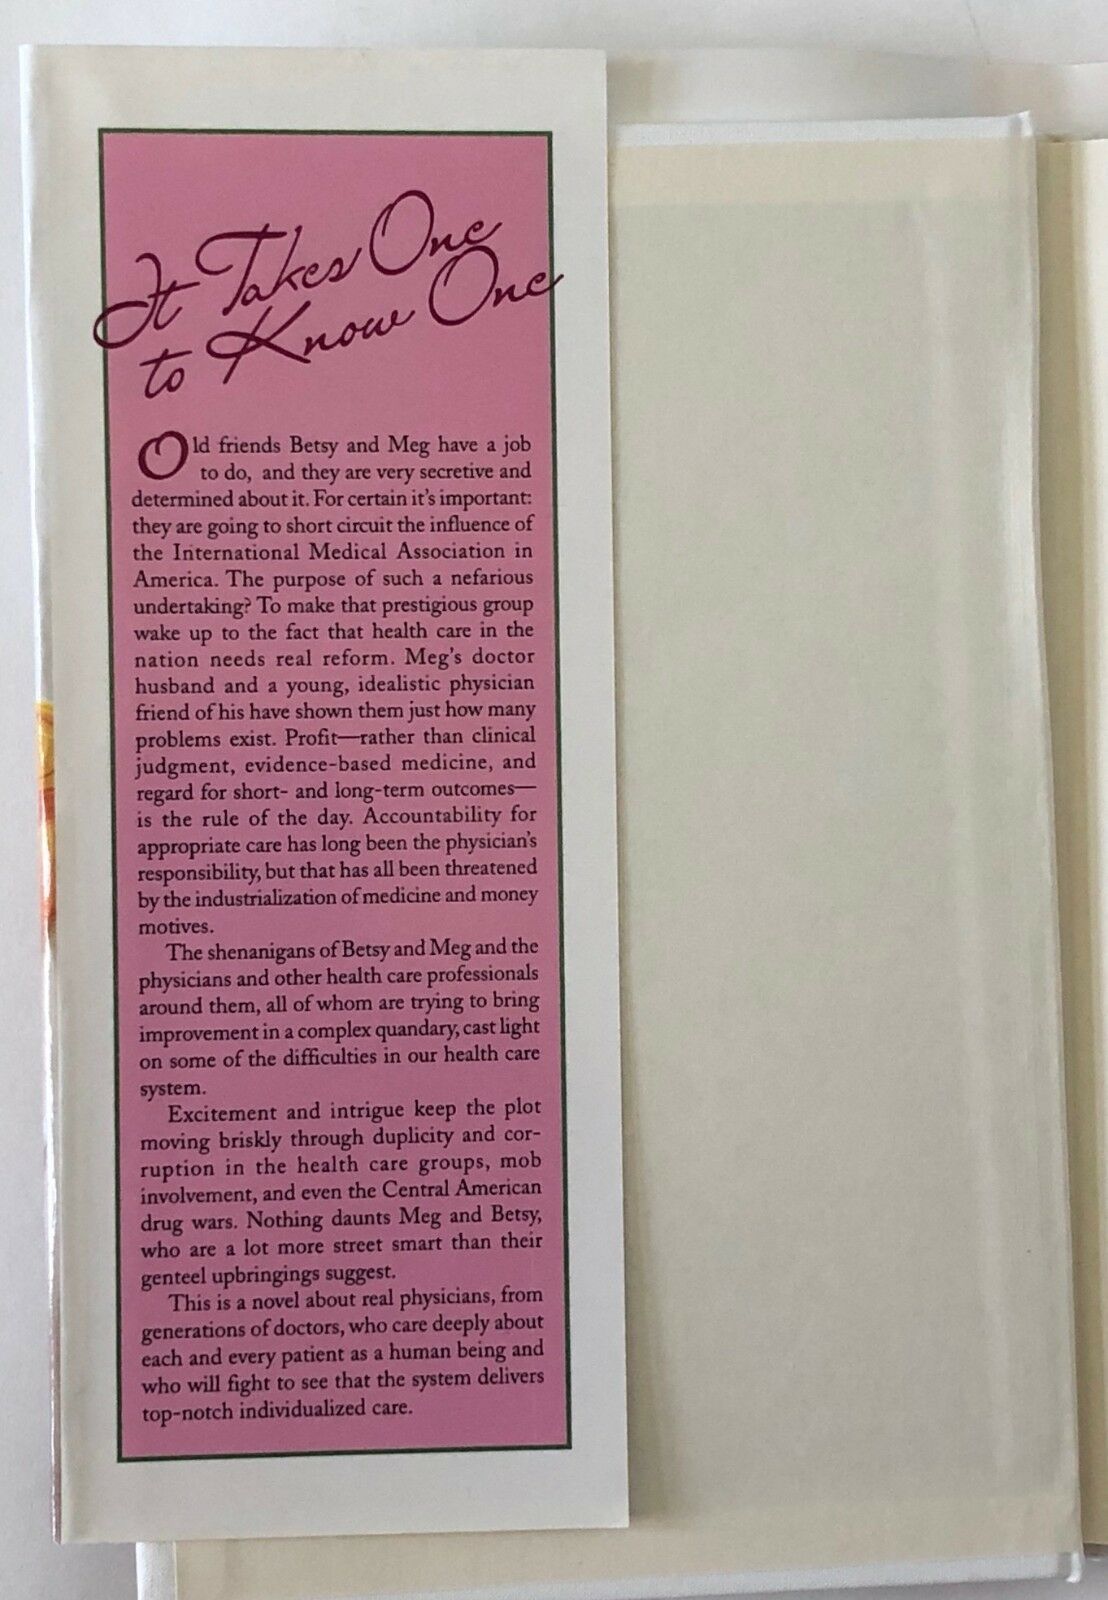 It Takes One
to Know One
Old friends Betsy and Meg have a job
to do, and they are very secretive and
determined about it. For certain it's important:
they are going to short circuit the influence of
the International Medical Association in
America. The purpose of such a nefarious
undertaking? To make that prestigious group
wake up to the fact that health care in the
nation needs real reform. Meg's doctor
husband and a young, idealistic physician
friend of his have shown them just how many
problems exist. Profit—rather than clinical
judgment, evidence-based medicine, and
regard for short- and long-term outcomes—
is the rule of the day. Accountability for
appropriate care has long been the physician's
responsibility, but that has all been threatened
by the industrialization of medicine and money
motives.
The shenanigans of Betsy and Meg and the
physicians and other health care professionals
around them, all of whom are trying to bring
improvement in a complex quandary, cast light
on some of the difficulties in our health care
system.
Excitement and intrigue keep the plot
moving briskly through duplicity and cor-
ruption in the health care groups, mob
involvement, and even the Central American
drug wars. Nothing daunts Meg and Betsy,
who are a lot more street smart than their
genteel upbringings suggest.
This is a novel about real physicians, from
generations of doctors, who care deeply about
each and every patient as a human being and
who will fight to see that the system delivers
top-notch individualized care.